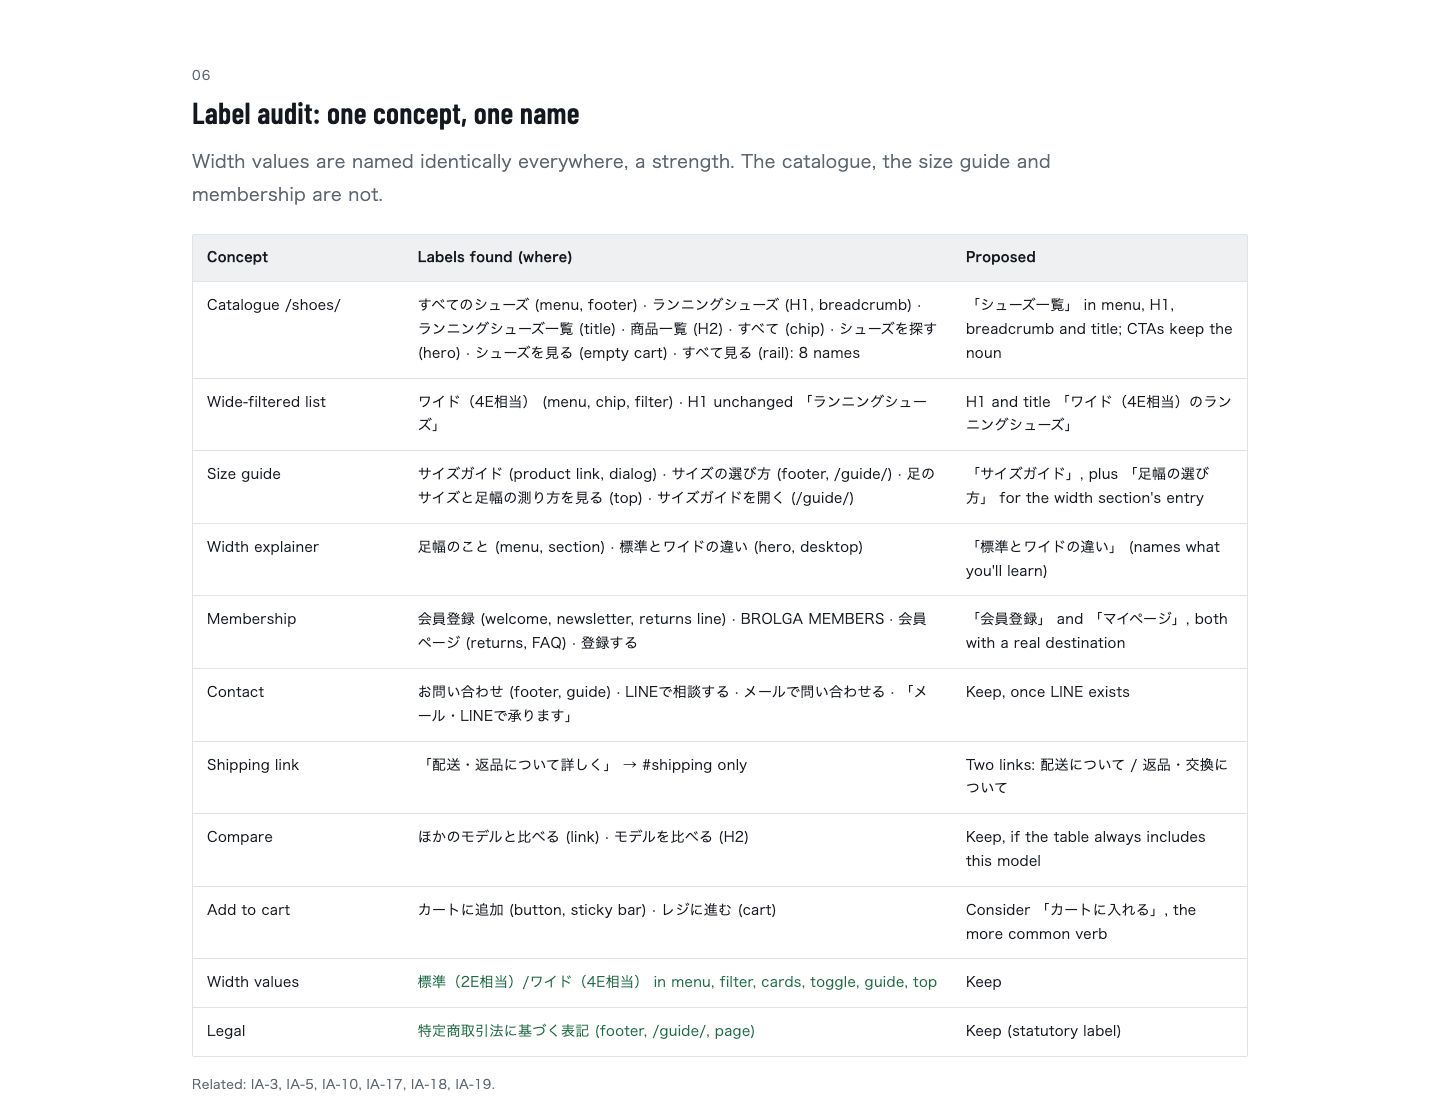 06
Label audit: one concept, one name
Width values are named identically everywhere, a strength. The catalogue, the size guide and
membership are not.
Concept
Labels found (where)
Proposed
Catalogue /shoes/
すべてのシューズ (menu, footer) · ランニングシューズ (H1, breadcrumb) ·
ランニングシューズ一覧 (title) · 商品一覧 (H2) · すべて (chip) · シューズを探す
(hero) · シューズを見る (empty cart) · すべて見る (rail): 8 names
「シューズ一覧」 in menu, H1,
breadcrumb and title; CTAs keep the
noun
Wide-filtered list
ワイド（4E相当） (menu, chip, filter) · H1 unchanged 「ランニングシュー
ズ」
H1 and title 「ワイド（4E相当）のラン
ニングシューズ」
Size guide
サイズガイド (product link, dialog) · サイズの選び方 (footer, /guide/) · 足の
サイズと足幅の測り方を見る (top) · サイズガイドを開く (/guide/)
「サイズガイド」, plus 「足幅の選び
方」 for the width section's entry
Width explainer
足幅のこと (menu, section) · 標準とワイドの違い (hero, desktop)
「標準とワイドの違い」 (names what
you'll learn)
Membership
会員登録 (welcome, newsletter, returns line) · BROLGA MEMBERS · 会員
ページ (returns, FAQ) · 登録する
「会員登録」 and 「マイページ」, both
with a real destination
Contact
お問い合わせ (footer, guide) · LINEで相談する · メールで問い合わせる · 「メ
ール・LINEで承ります」
Keep, once LINE exists
Shipping link
「配送・返品について詳しく」 → #shipping only
Two links: 配送について / 返品・交換に
ついて
Compare
ほかのモデルと比べる (link) · モデルを比べる (H2)
Keep, if the table always includes
this model
Add to cart
カートに追加 (button, sticky bar) · レジに進む (cart)
Consider 「カートに入れる」, the
more common verb
Width values
標準（2E相当）/ワイド（4E相当） in menu, filter, cards, toggle, guide, top
Keep
Legal
特定商取引法に基づく表記 (footer, /guide/, page)
Keep (statutory label)
Related: IA-3, IA-5, IA-10, IA-17, IA-18, IA-19.